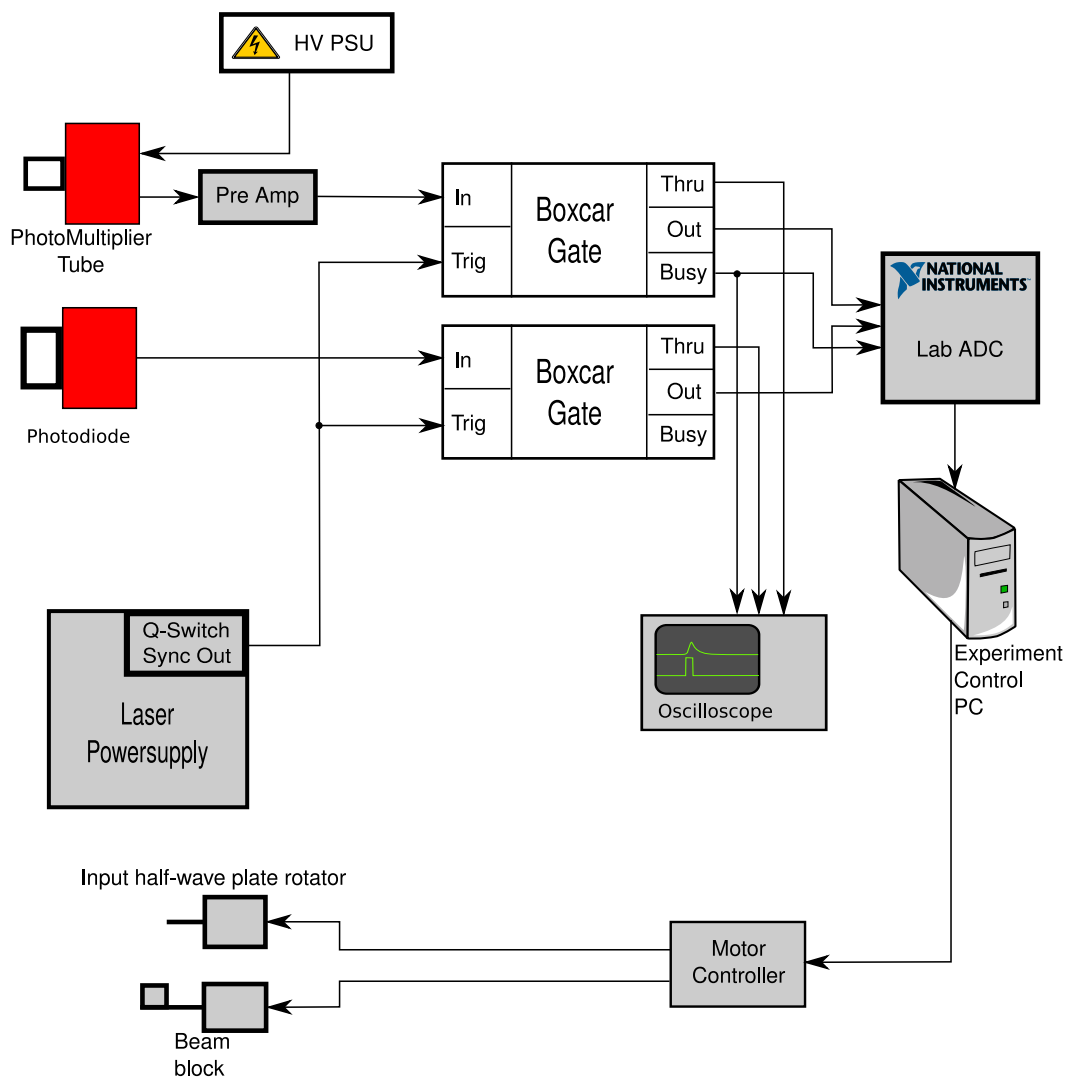 HV PSU
PhotoMultiplier
Tube
Pre Amp
In
Trig
Boxcar
Gate
Thru
Out
Busy
NATIONAL
INSTRUMENTS™
Lab ADC
Photodiode
In
Trig
Boxcar
Gate
Thru
Out
Busy
Q-Switch
Sync Out
Laser
Powersupply
Oscilloscope
Experiment
Control
PC
Input half-wave plate rotator
Motor
Controller
Beam
block